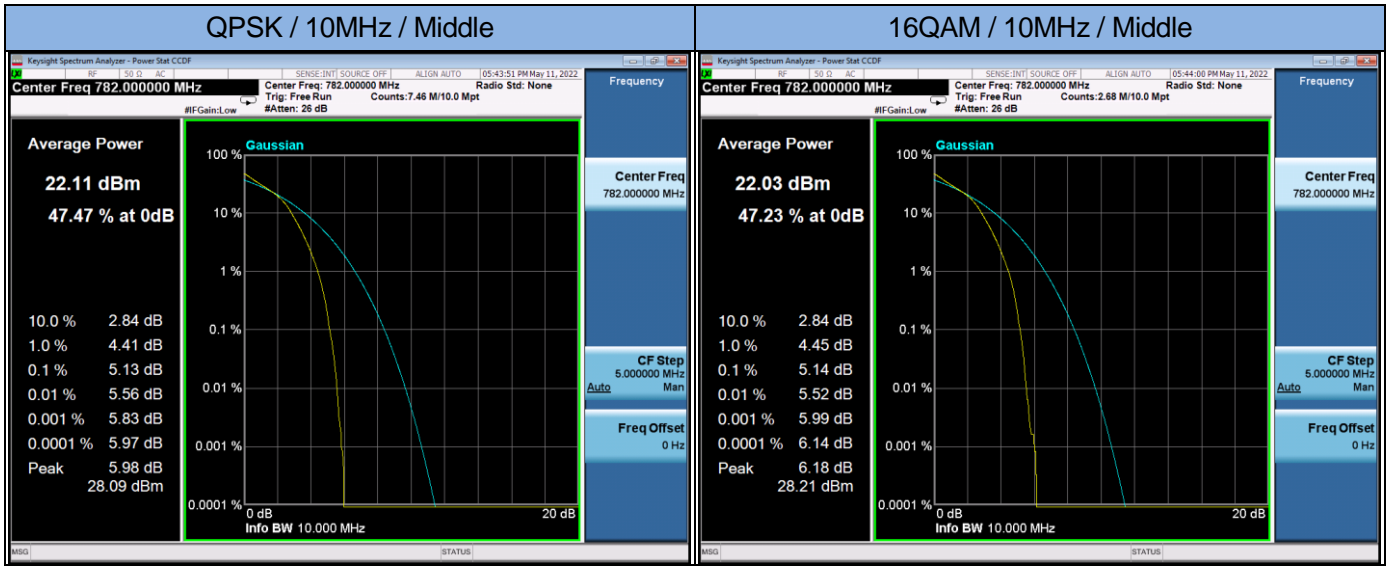 QPSK / 10MHz / Middle
Keysight Spectrum Analyzer - Power Stat CCDF
RF 50 Ω AC SENSE:INT SOURCE OFF ALIGN AUTO 05:43:51 PM May 11, 2022
Center Freq 782.000000 MHz
Center Freq: 782.000000 MHz Radio Std: None
Trig: Free Run Counts:7.46 M/10.0 Mpt
#IFGain:Low #Atten: 26 dB
Average Power
22.11 dBm
47.47 % at 0dB
10.0 % 2.84 dB
1.0 % 4.41 dB
0.1 % 5.13 dB
0.01 % 5.56 dB
0.001 % 5.83 dB
0.0001 % 5.97 dB
Peak 5.98 dB
28.09 dBm
Gaussian
100 %
10 %
1 %
0.1 %
0.01 %
0.001 %
0.0001 %
0 dB 20 dB
Info BW 10.000 MHz
Frequency
Center Freq
782.000000 MHz
CF Step
5.000000 MHz
Auto Man
Freq Offset
0 Hz
MSG STATUS
16QAM / 10MHz / Middle
Keysight Spectrum Analyzer - Power Stat CCDF
RF 50 Ω AC SENSE:INT SOURCE OFF ALIGN AUTO 05:44:00 PM May 11, 2022
Center Freq 782.000000 MHz
Center Freq: 782.000000 MHz Radio Std: None
Trig: Free Run Counts:2.68 M/10.0 Mpt
#IFGain:Low #Atten: 26 dB
Average Power
22.03 dBm
47.23 % at 0dB
10.0 % 2.84 dB
1.0 % 4.45 dB
0.1 % 5.14 dB
0.01 % 5.52 dB
0.001 % 5.99 dB
0.0001 % 6.14 dB
Peak 6.18 dB
28.21 dBm
Gaussian
100 %
10 %
1 %
0.1 %
0.01 %
0.001 %
0.0001 %
0 dB 20 dB
Info BW 10.000 MHz
Frequency
Center Freq
782.000000 MHz
CF Step
5.000000 MHz
Auto Man
Freq Offset
0 Hz
MSG STATUS